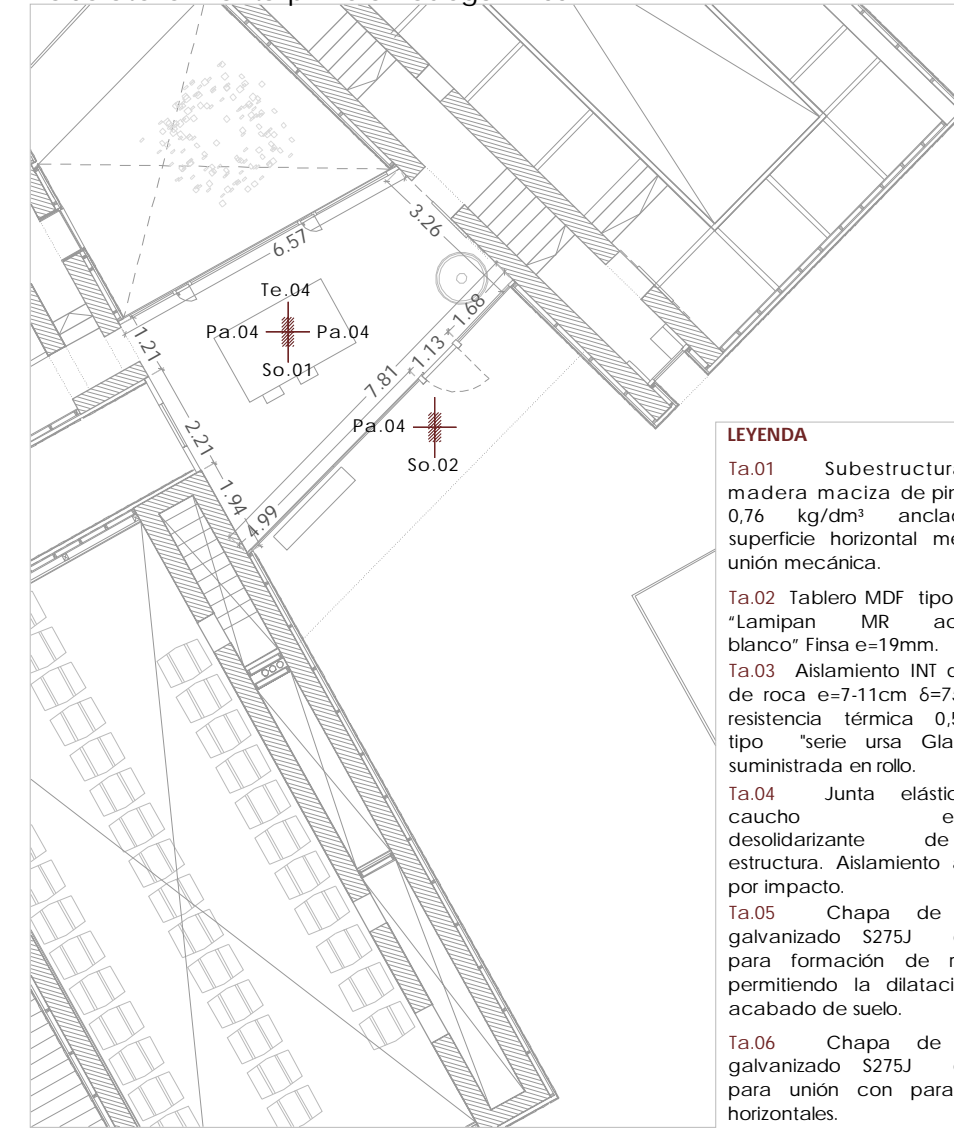 3.26
6.57
Te.04
Pa.04
Pa.04
So.01
1.21
1.68
1.13
7.81
2.21
Pa.04
So.02
1.94
4.99
LEYENDA
Ta.01 Subestructura
madera maciza de
0,76 kg/dm³
superficie horizontal
unión mecánica.
Ta.02 Tablero MDF tipo
"Lamipan MR
blanco" Finsa e=19mm.
Ta.03 Aislamiento INT
de roca e=7-11cm
resistencia térmica
tipo "serie ursa
suministrada en rollo.
Ta.04 Junta
caucho
desolidarizante de
estructura. Aislamiento
por impacto.
Ta.05 Chapa de
galvanizado S275J
para formación de
permitiendo la
acabado de suelo.
Ta.06 Chapa de
galvanizado S275J
para unión con
horizontales.